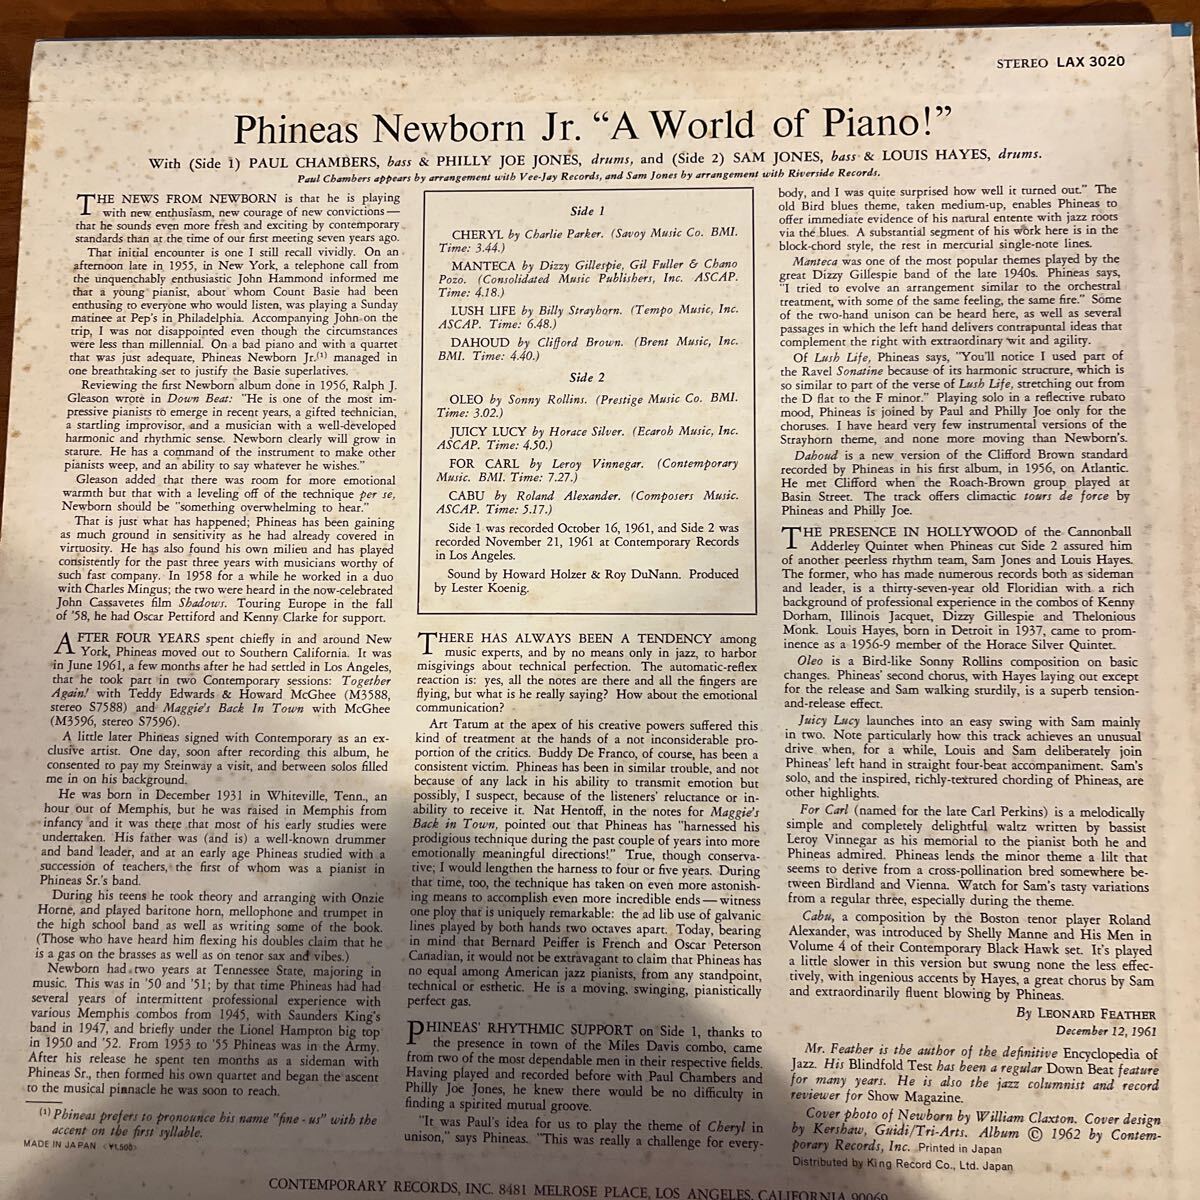 STEREO LAX 3020
Phineas Newborn Jr. “A World of Piano!”
With (Side 1) PAUL CHAMBERS, bass & PHILLY JOE JONES, drums, and (Side 2) SAM JONES, bass & LOUIS HAYES, drums.
Paul Chambers appears by arrangement with Vee-Jay Records, and Sam Jones by arrangement with Riverside Records.
THE NEWS FROM NEWBORN is that he is playing
with new enthusiasm, new courage of new convictions—
that he sounds even more fresh and exciting by contemporary
standards than at the time of our first meeting seven years ago.
That initial encounter is one I still recall vividly. On an
afternoon late in 1955, in New York, a telephone call from
the unquenchably enthusiastic John Hammond informed me
that a young pianist, about whom Count Basie had been
enthusing to everyone who would listen, was playing a Sunday
matinee at Pep's in Philadelphia. Accompanying John on the
trip, I was not disappointed even though the circumstances
were less than millennial. On a bad piano and with a quartet
that was just adequate, Phineas Newborn Jr.(1) managed in
one breathtaking set to justify the Basie superlatives.
Reviewing the first Newborn album done in 1956, Ralph J.
Gleason wrote in Down Beat: "He is one of the most im-
pressive pianists to emerge in recent years, a gifted technician,
a startling improvisor, and a musician with a well-developed
harmonic and rhythmic sense. Newborn clearly will grow in
stature. He has a command of the instrument to make other
pianists weep, and an ability to say whatever he wishes."
Gleason added that there was room for more emotional
warmth but that with a leveling off of the technique per se,
Newborn should be "something overwhelming to hear."
That is just what has happened; Phineas has been gaining
as much ground in sensitivity as he had already covered in
virtuosity. He has also found his own milieu and has played
consistently for the past three years with musicians worthy of
such fast company. In 1958 for a while he worked in a duo
with Charles Mingus; the two were heard in the now-celebrated
John Cassavetes film Shadows. Touring Europe in the fall
of '58, he had Oscar Pettiford and Kenny Clarke for support.
AFTER FOUR YEARS spent chiefly in and around New
York, Phineas moved out to Southern California. It was
in June 1961, a few months after he had settled in Los Angeles,
that he took part in two Contemporary sessions: Together
Again! with Teddy Edwards & Howard McGhee (M3588,
stereo S7588) and Maggie's Back In Town with McGhee
(M3596, stereo S7596).
A little later Phineas signed with Contemporary as an ex-
clusive artist. One day, soon after recording this album, he
consented to pay my Steinway a visit, and between solos filled
me in on his background.
He was born in December 1931 in Whiteville, Tenn., an
hour out of Memphis, but he was raised in Memphis from
infancy and it was there that most of his early studies were
undertaken. His father was (and is) a well-known drummer
and band leader, and at an early age Phineas studied with a
succession of teachers, the first of whom was a pianist in
Phineas Sr.'s band.
During his teens he took theory and arranging with Onzie
Horne, and played baritone horn, mellophone and trumpet in
the high school band as well as writing some of the book.
(Those who have heard him flexing his doubles claim that he
is a gas on the brasses as well as on tenor sax and vibes.)
Newborn had two years at Tennessee State, majoring in
music. This was in '50 and '51; by that time Phineas had had
several years of intermittent professional experience with
various Memphis combos from 1945, with Saunders King's
band in 1947, and briefly under the Lionel Hampton big top
in 1950 and '52. From 1953 to '55 Phineas was in the Army.
After his release he spent ten months as a sideman with
Phineas Sr., then formed his own quartet and began the ascent
to the musical pinnacle he was soon to reach.
(1) Phineas prefers to pronounce his name "fine-us" with the
accent on the first syllable.
MADE IN JAPAN <¥1,500>
Side 1
CHERYL by Charlie Parker. (Savoy Music Co. BMI.
Time: 3.44.)
MANTECA by Dizzy Gillespie, Gil Fuller & Chano
Pozo. (Consolidated Music Publishers, Inc. ASCAP.
Time: 4.18.)
LUSH LIFE by Billy Strayhorn. (Tempo Music, Inc.
ASCAP. Time: 6.48.)
DAHOUD by Clifford Brown. (Brent Music, Inc.
BMI. Time: 4.40.)
Side 2
OLEO by Sonny Rollins. (Prestige Music Co. BMI.
Time: 3.02.)
JUICY LUCY by Horace Silver. (Ecaroh Music, Inc.
ASCAP. Time: 4.50.)
FOR CARL by Leroy Vinnegar. (Contemporary
Music. BMI. Time: 7.27.)
CABU by Roland Alexander. (Composers Music.
ASCAP. Time: 5.17.)
Side 1 was recorded October 16, 1961, and Side 2 was
recorded November 21, 1961 at Contemporary Records
in Los Angeles.
Sound by Howard Holzer & Roy DuNann. Produced
by Lester Koenig.
THERE HAS ALWAYS BEEN A TENDENCY among
music experts, and by no means only in jazz, to harbor
misgivings about technical perfection. The automatic-reflex
reaction is: yes, all the notes are there and all the fingers are
flying, but what is he really saying? How about the emotional
communication?
Art Tatum at the apex of his creative powers suffered this
kind of treatment at the hands of a not inconsiderable pro-
portion of the critics. Buddy De Franco, of course, has been a
consistent victim. Phineas has been in similar trouble, and not
because of any lack in his ability to transmit emotion but
possibly, I suspect, because of the listeners' reluctance or in-
ability to receive it. Nat Hentoff, in the notes for Maggie's
Back in Town, pointed out that Phineas has "harnessed his
prodigious technique during the past couple of years into more
emotionally meaningful directions!" True, though conserva-
tive; I would lengthen the harness to four or five years. During
that time, too, the technique has taken on even more astonish-
ing means to accomplish even more incredible ends—witness
one ploy that is uniquely remarkable: the ad lib use of galvanic
lines played by both hands two octaves apart. Today, bearing
in mind that Bernard Peiffer is French and Oscar Peterson
Canadian, it would not be extravagant to claim that Phineas has
no equal among American jazz pianists, from any standpoint,
technical or esthetic. He is a moving, swinging, pianistically
perfect gas.
PHINEAS' RHYTHMIC SUPPORT on Side 1, thanks to
the presence in town of the Miles Davis combo, came
from two of the most dependable men in their respective fields.
Having played and recorded before with Paul Chambers and
Philly Joe Jones, he knew there would be no difficulty in
finding a spirited mutual groove.
"It was Paul's idea for us to play the theme of Cheryl in
unison," says Phineas. "This was really a challenge for every-
body, and I was quite surprised how well it turned out." The
old Bird blues theme, taken medium-up, enables Phineas to
offer immediate evidence of his natural entente with jazz roots
via the blues. A substantial segment of his work here is in the
block-chord style, the rest in mercurial single-note lines.
Manteca was one of the most popular themes played by the
great Dizzy Gillespie band of the late 1940s. Phineas says,
"I tried to evolve an arrangement similar to the orchestral
treatment, with some of the same feeling, the same fire." Some
of the two-hand unison can be heard here, as well as several
passages in which the left hand delivers contrapuntal ideas that
complement the right with extraordinary wit and agility.
Of Lush Life, Phineas says, "You'll notice I used part of
the Ravel Sonatine because of its harmonic structure, which is
so similar to part of the verse of Lush Life, stretching out from
the D flat to the F minor." Playing solo in a reflective rubato
mood, Phineas is joined by Paul and Philly Joe only for the
choruses. I have heard very few instrumental versions of the
Strayhorn theme, and none more moving than Newborn's.
Dahoud is a new version of the Clifford Brown standard
recorded by Phineas in his first album, in 1956, on Atlantic.
He met Clifford when the Roach-Brown group played at
Basin Street. The track offers climactic tours de force by
Phineas and Philly Joe.
THE PRESENCE IN HOLLYWOOD of the Cannonball
Adderley Quintet when Phineas cut Side 2 assured him
of another peerless rhythm team, Sam Jones and Louis Hayes.
The former, who has made numerous records both as sideman
and leader, is a thirty-seven-year old Floridian with a rich
background of professional experience in the combos of Kenny
Dorham, Illinois Jacquet, Dizzy Gillespie and Thelonious
Monk. Louis Hayes, born in Detroit in 1937, came to prom-
inence as a 1956-9 member of the Horace Silver Quintet.
Oleo is a Bird-like Sonny Rollins composition on basic
changes. Phineas' second chorus, with Hayes laying out except
for the release and Sam walking sturdily, is a superb tension-
and-release effect.
Juicy Lucy launches into an easy swing with Sam mainly
in two. Note particularly how this track achieves an unusual
drive when, for a while, Louis and Sam deliberately join
Phineas' left hand in straight four-beat accompaniment. Sam's
solo, and the inspired, richly-textured chording of Phineas, are
other highlights.
For Carl (named for the late Carl Perkins) is a melodically
simple and completely delightful waltz written by bassist
Leroy Vinnegar as his memorial to the pianist both he and
Phineas admired. Phineas lends the minor theme a lilt that
seems to derive from a cross-pollination bred somewhere be-
tween Birdland and Vienna. Watch for Sam's tasty variations
from a regular three, especially during the theme.
Cabu, a composition by the Boston tenor player Roland
Alexander, was introduced by Shelly Manne and His Men in
Volume 4 of their Contemporary Black Hawk set. It's played
a little slower in this version but swung none the less effec-
tively, with ingenious accents by Hayes, a great chorus by Sam
and extraordinarily fluent blowing by Phineas.
By LEONARD FEATHER
December 12, 1961
Mr. Feather is the author of the definitive Encyclopedia of
Jazz. His Blindfold Test has been a regular Down Beat feature
for many years. He is also the jazz columnist and record
reviewer for Show Magazine.
Cover photo of Newborn by William Claxton. Cover design
by Kershaw, Guidi/Tri-Arts. Album © 1962 by Contem-
porary Records, Inc. Printed in Japan
Distributed by King Record Co., Ltd. Japan
CONTEMPORARY RECORDS, INC. 8481 MELROSE PLACE, LOS ANGELES, CALIFORNIA 90069